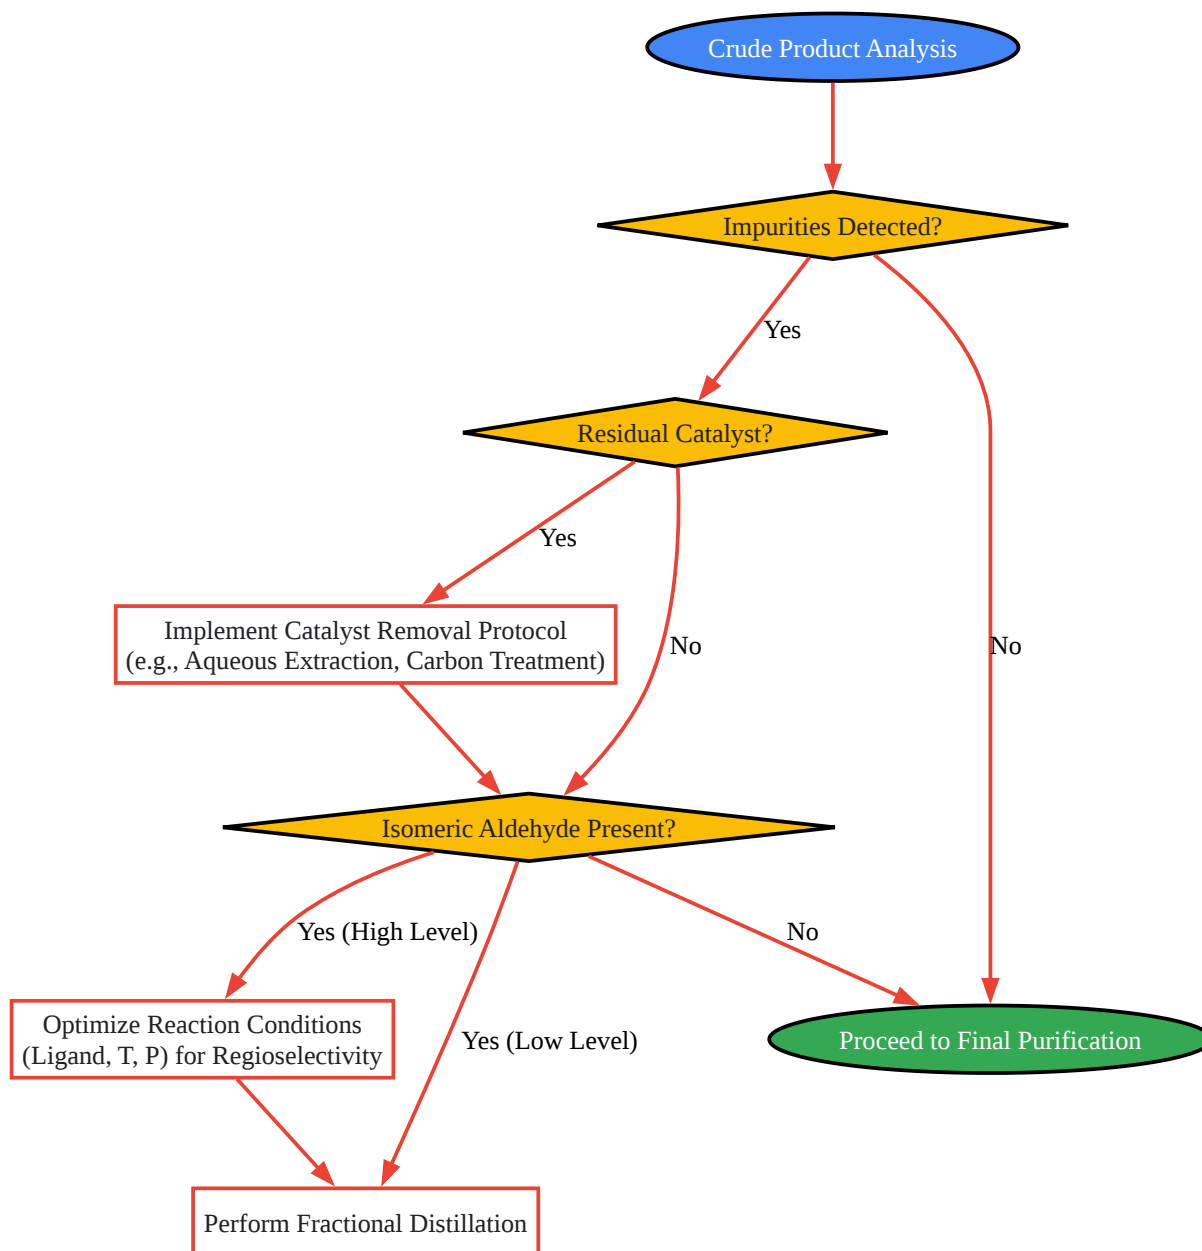 Crude Product Analysis
Impurities Detected?
Yes
Residual Catalyst?
Yes
Implement Catalyst Removal Protocol
(e.g., Aqueous Extraction, Carbon Treatment)
No
No
Isomeric Aldehyde Present?
Yes (High Level)
No
Optimize Reaction Conditions
(Ligand, T, P) for Regioselectivity
Yes (Low Level)
Proceed to Final Purification
Perform Fractional Distillation